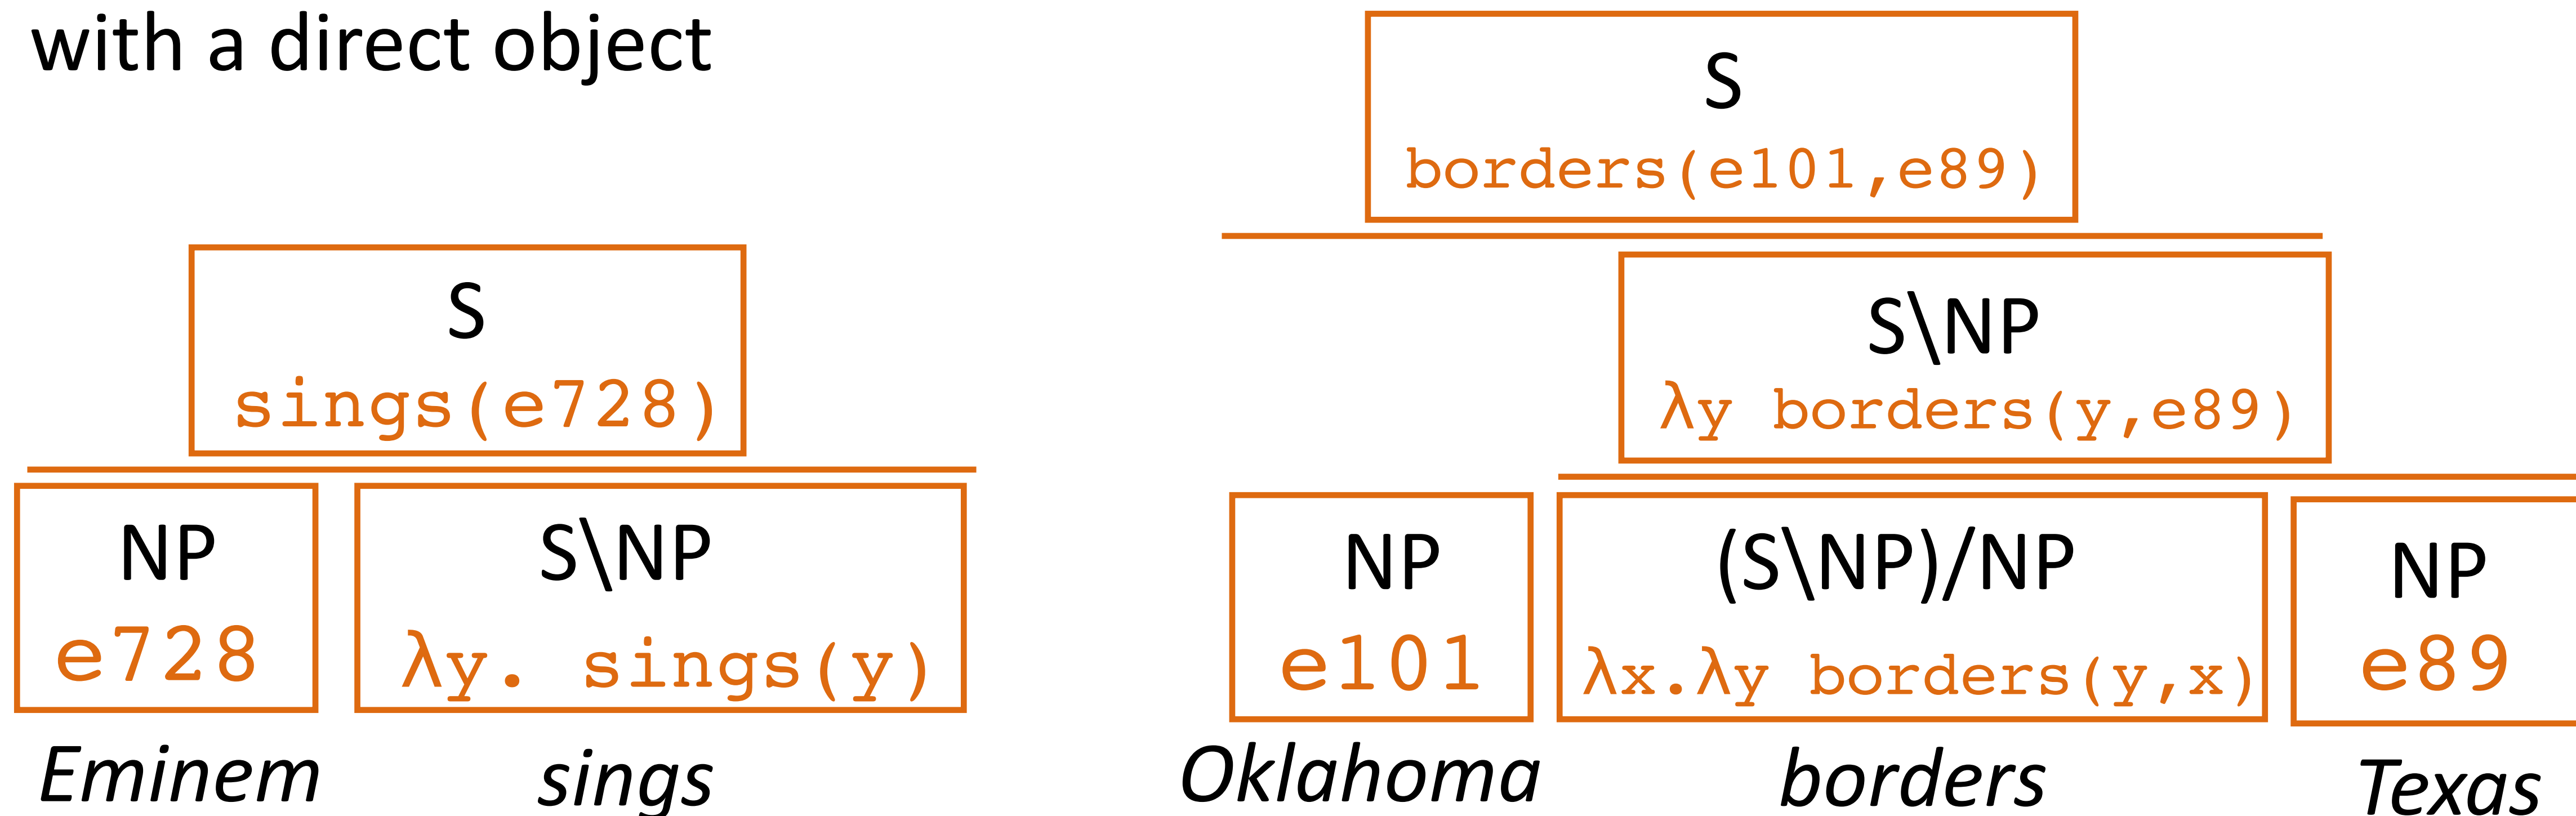 with a direct object
S
sings(e728)
NP
e728
S\NP
λy. sings(y)
Eminem
sings
S
borders(e101,e89)
S\NP
λy borders(y,e89)
NP
e101
(S\NP)/NP
λx.λy borders(y,x)
NP
e89
Oklahoma
borders
Texas